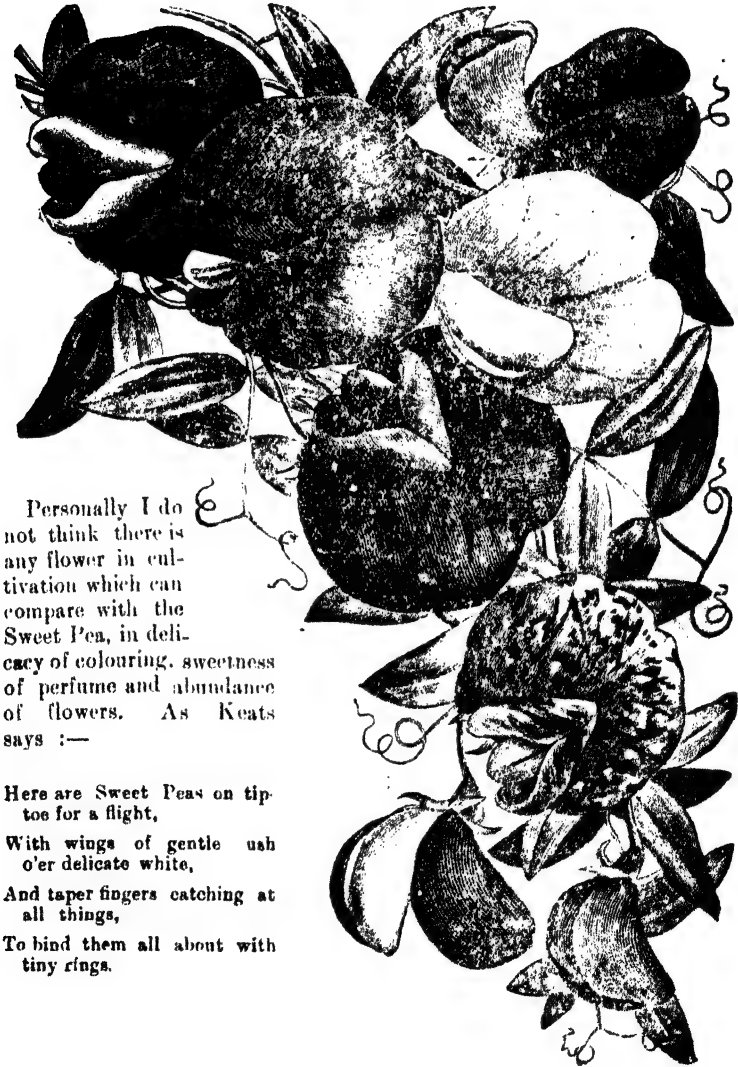 Personally I do
not think there is
any flower in cul-
tivation which can
compare with the
Sweet Pea, in deli-
cacy of colouring, sweetness
of perfume and abundance
of flowers. As Keats
says :—
Here are Sweet Peas on tip-
toe for a flight,
With wings of gentle ush
o'er delicate white,
And taper fingers catching at
all things,
To bind them all about with
tiny rings.